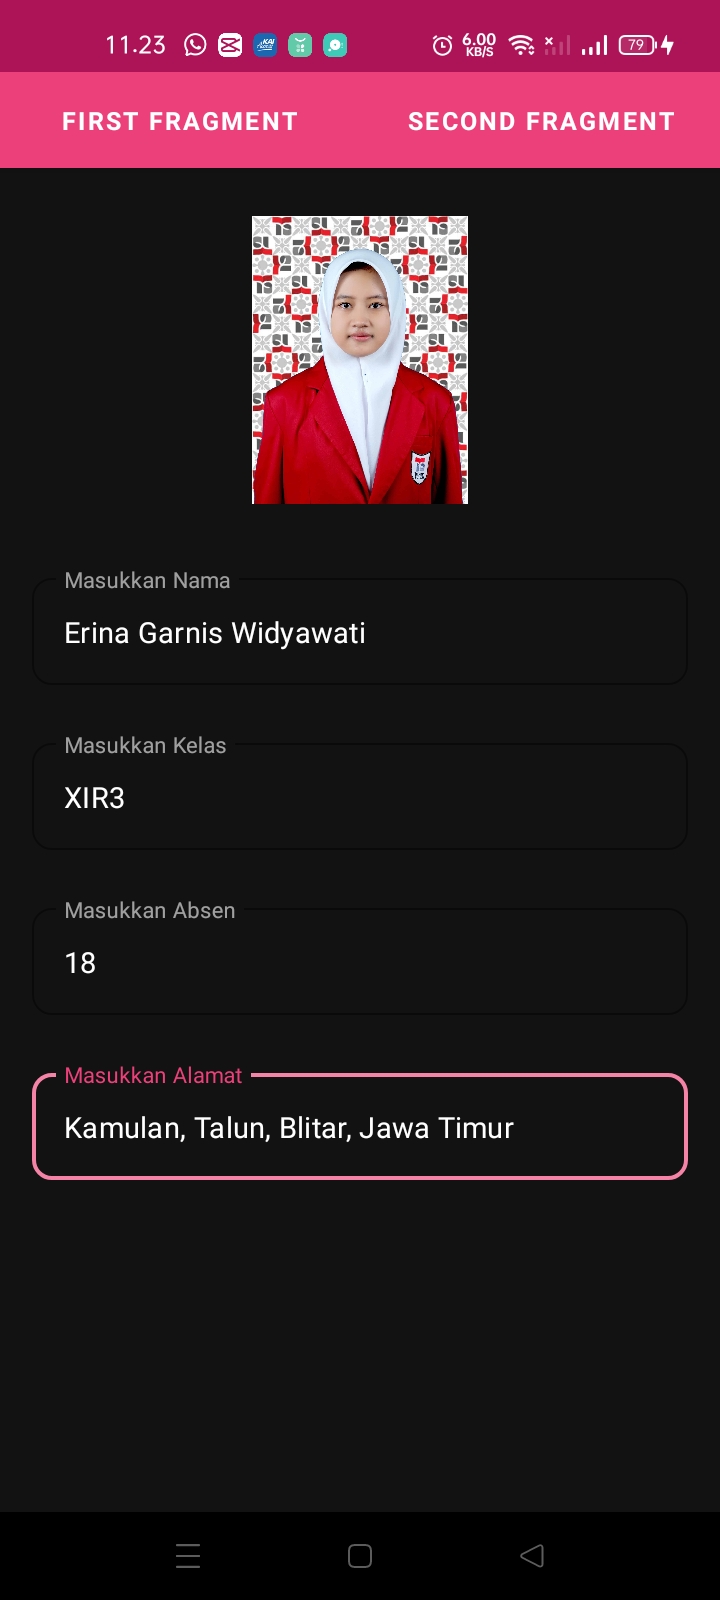 11.23
6.00
KB/S
79
FIRST FRAGMENT
SECOND FRAGMENT
Masukkan Nama
Erina Garnis Widyawati
Masukkan Kelas
XIR3
Masukkan Absen
18
Masukkan Alamat
Kamulan, Talun, Blitar, Jawa Timur